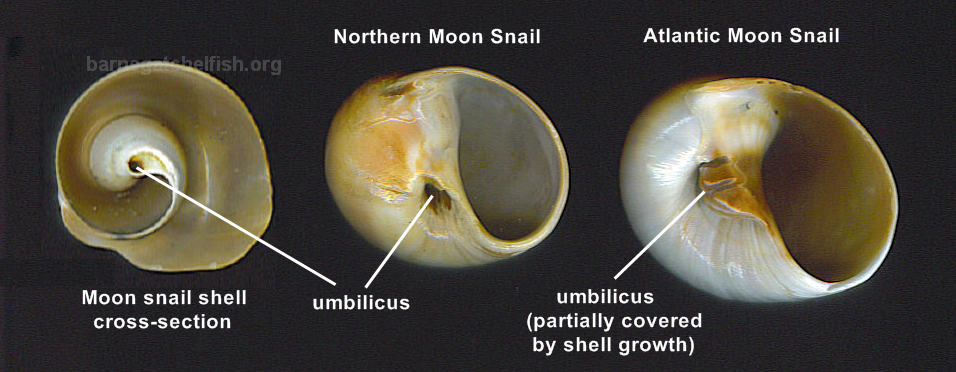 Northern Moon Snail
Atlantic Moon Snail
barnegatshellfish.org
Moon snail shell
cross-section
umbilicus
umbilicus
(partially covered
by shell growth)